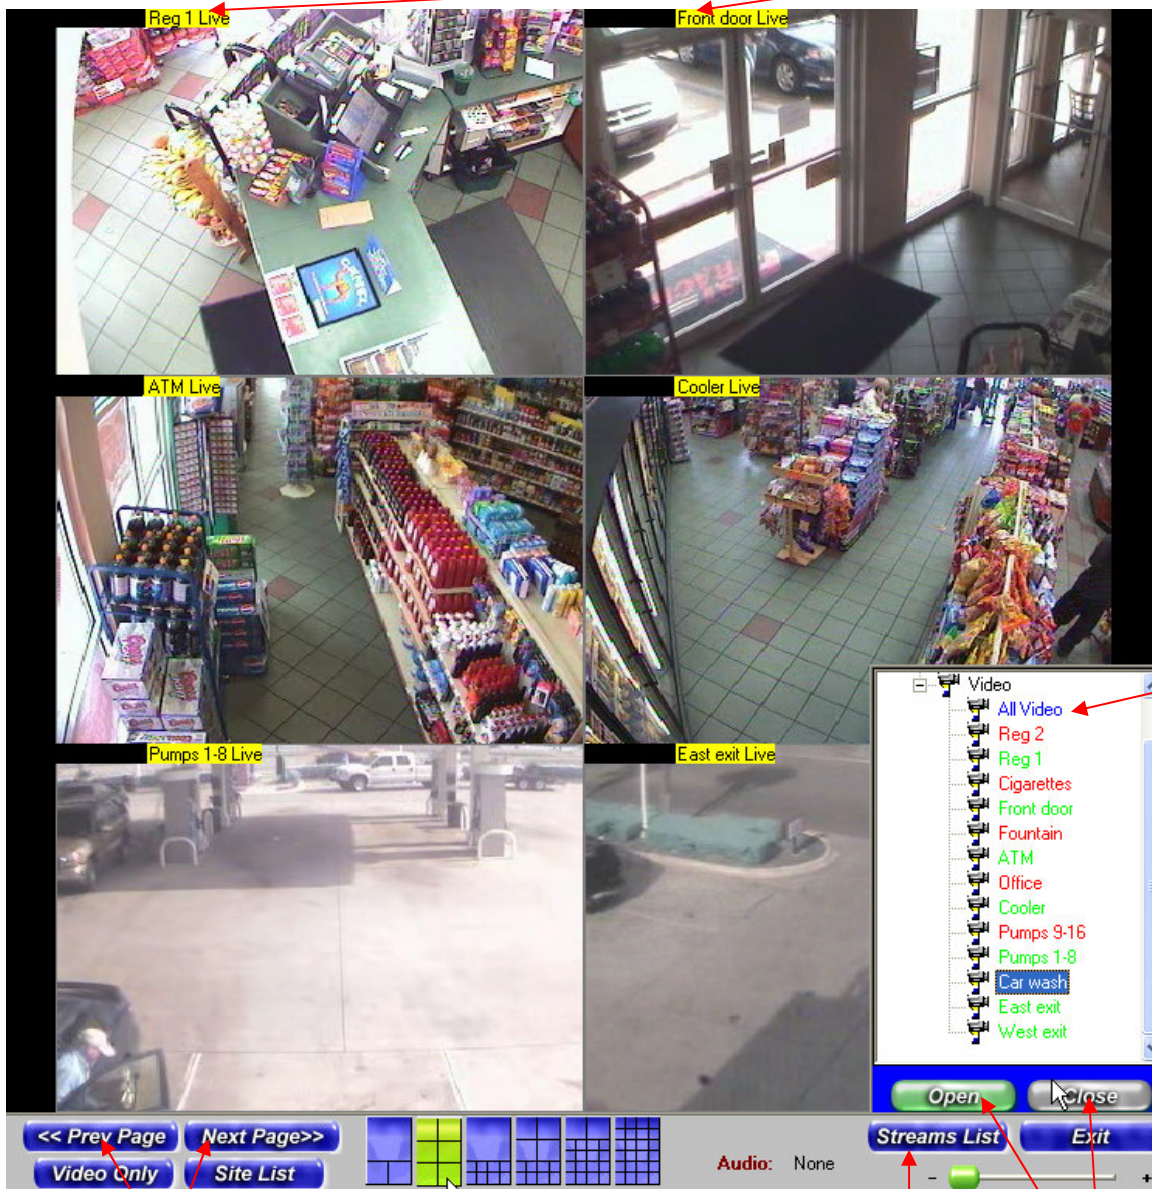 Reg 1 Live
Front door Live
CAMEL
ATM Live
Cooler Live
Pumps 1-8 Live
East exit Live
Video
All Video
Reg 2
Reg 1
Cigarettes
Front door
Fountain
ATM
Office
Cooler
Pumps 9-16
Pumps 1-8
Car wash
East exit
West exit
Open
Close
<< Prev Page
Next Page>>
Streams List
Exit
Video Only
Site List
Audio: None
- +